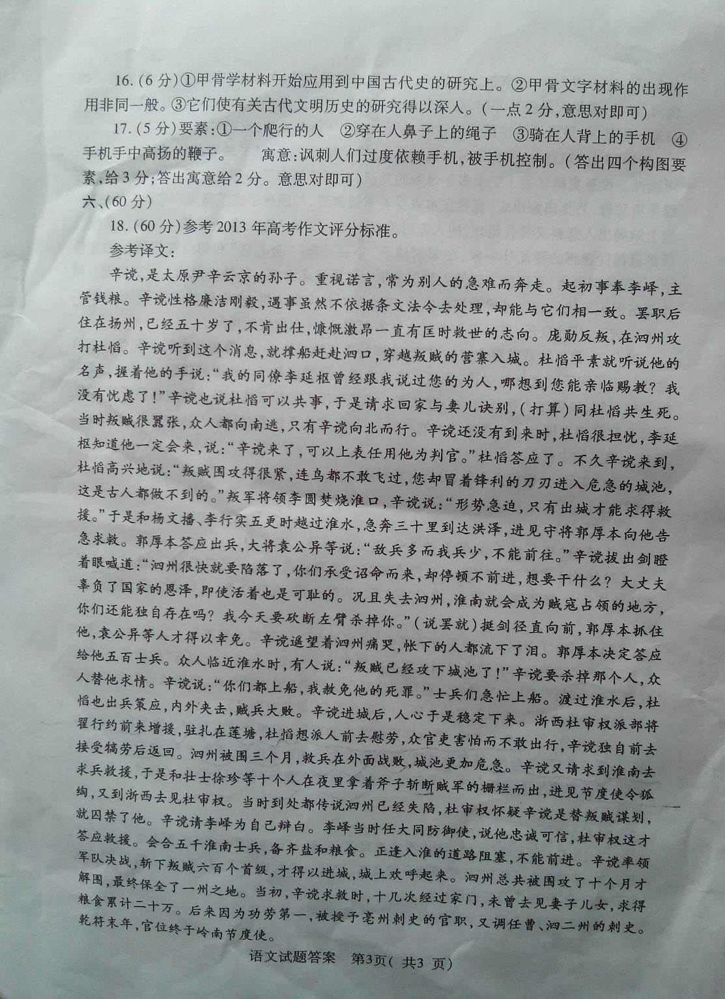 16.(6分)①甲骨学材料开始应用到中国古代史的研究上。②甲骨文字材料的出现作
用非同一般。③它们使有关古代文明历史的研究得以深人。(一点2分,意思对即可)
17.(5分)要素:①一个爬行的人 ②穿在人鼻子上的绳子 ③骑在人背上的手机 ④
手机手中高扬的鞭子。 寓意:讽刺人们过度依赖手机,被手机控制。(答出四个构图要
素,给3分;答出寓意给2分。意思对即可)
六、(60分)
18.(60分)参考2013年高考作文评分标准。
参考译文:
辛谠,是太原尹辛云京的孙子。重视诺言,常为别人的急难而奔走。起初事奉李峄,主
管钱粮。辛谠性格廉洁刚毅,遇事虽然不依据条文法令去处理,却能与它们相一致。罢职后
住在扬州,已经五十岁了,不肯出仕,慷慨激昂一直有匡时救世的志向。庞勋反叛,在泗州攻
打杜慆。辛谠听到这个消息,就撑船赶赴泗口,穿越叛贼的营寨入城。杜慆平素就听说他的
名声,握着他的手说:“我的同僚李延枢曾经跟我说过您的为人,哪想到您能亲临赐教?我
没有忧虑了!”辛谠也说杜慆可以共事,于是请求回家与妻儿诀别,(打算)同杜慆共生死。
当时叛贼很嚣张,众人都向南逃,只有辛谠向北而行。辛谠还没有到来时,杜慆很担忧,李延
枢知道他一定会来,说:“辛谠来了,可以上表任用他为判官。”杜慆答应了。不久辛谠来到,
杜慆高兴地说:“叛贼围攻得很紧,连鸟都不敢飞过,您却冒着锋利的刀刃进入危急的城池,
这是古人都做不到的。”叛军将领李圆焚烧淮口,辛谠说:“形势急迫,只有出城才能求得救
援。”于是和杨文播、李行实五更时越过淮水,急奔三十里到达洪泽,进见守将郭厚本向他告
急求救。郭厚本答应出兵,大将袁公异等说:“敌兵多而我兵少,不能前往。”辛谠拔出剑瞪
着眼喊道:“泗州很快就要陷落了,你们承受诏命而来,却停顿不前进,想要干什么?大丈夫
辜负了国家的恩泽,即使活着也是可耻的。况且失去泗州,淮南就会成为贼寇占领的地方,
你们还能独自存在吗?我今天要砍断左臂杀掉你。”(说罢就)挺剑径直向前,郭厚本抓住
他,袁公异等人才得以幸免。辛谠遥望着泗州痛哭,帐下的人都流下了泪。郭厚本决定答应
给他五百士兵。众人临近淮水时,有人说:“叛贼已经攻下城池了!”辛谠要杀掉那个人,众
人替他求情。辛谠说:“你们都上船,我赦免他的死罪。”士兵们急忙上船。渡过淮水后,杜
慆也出兵策应,内外夹击,贼兵大败。辛谠进城后,人心于是稳定下来。浙西杜审权派部将
翟行约前来增援,驻扎在莲塘,杜慆想派人前去慰劳,众官吏害怕而不敢出行,辛谠独自前去
接受犒劳后返回。泗州被围三个月,救兵在外面战败,城池更加危急。辛谠又请求到淮南去
求兵救援,于是和壮士徐珍等十个人在夜里拿着斧子斩断贼军的栅栏而出,进见节度使令狐
绹,又到浙西去见杜审权。当时到处都传说泗州已经失陷,杜审权怀疑辛谠是替叛贼谋划,
就囚禁了他。辛谠请李峄为自己辨白。李峄当时任大同防御使,说他忠诚可信,杜审权这才
答应救援。会合五千淮南士兵,备齐盐和粮食。正逢入淮的道路阻塞,不能前进。辛谠率领
军队决战,斩下叛贼六百个首级,才得以进城,城上欢呼起来。泗州总共被围攻了十个月才
解围,最终保全了一州之地。当初,辛谠求救时,十几次经过家门,未曾去见妻子儿女,求得
粮食累计二十万。后来因为功劳第一,被授予亳州刺史的官职,又调任曹、泗二州的刺史。
乾符末年,官位终于岭南节度使。
语文试题答案 第3页(共3页)